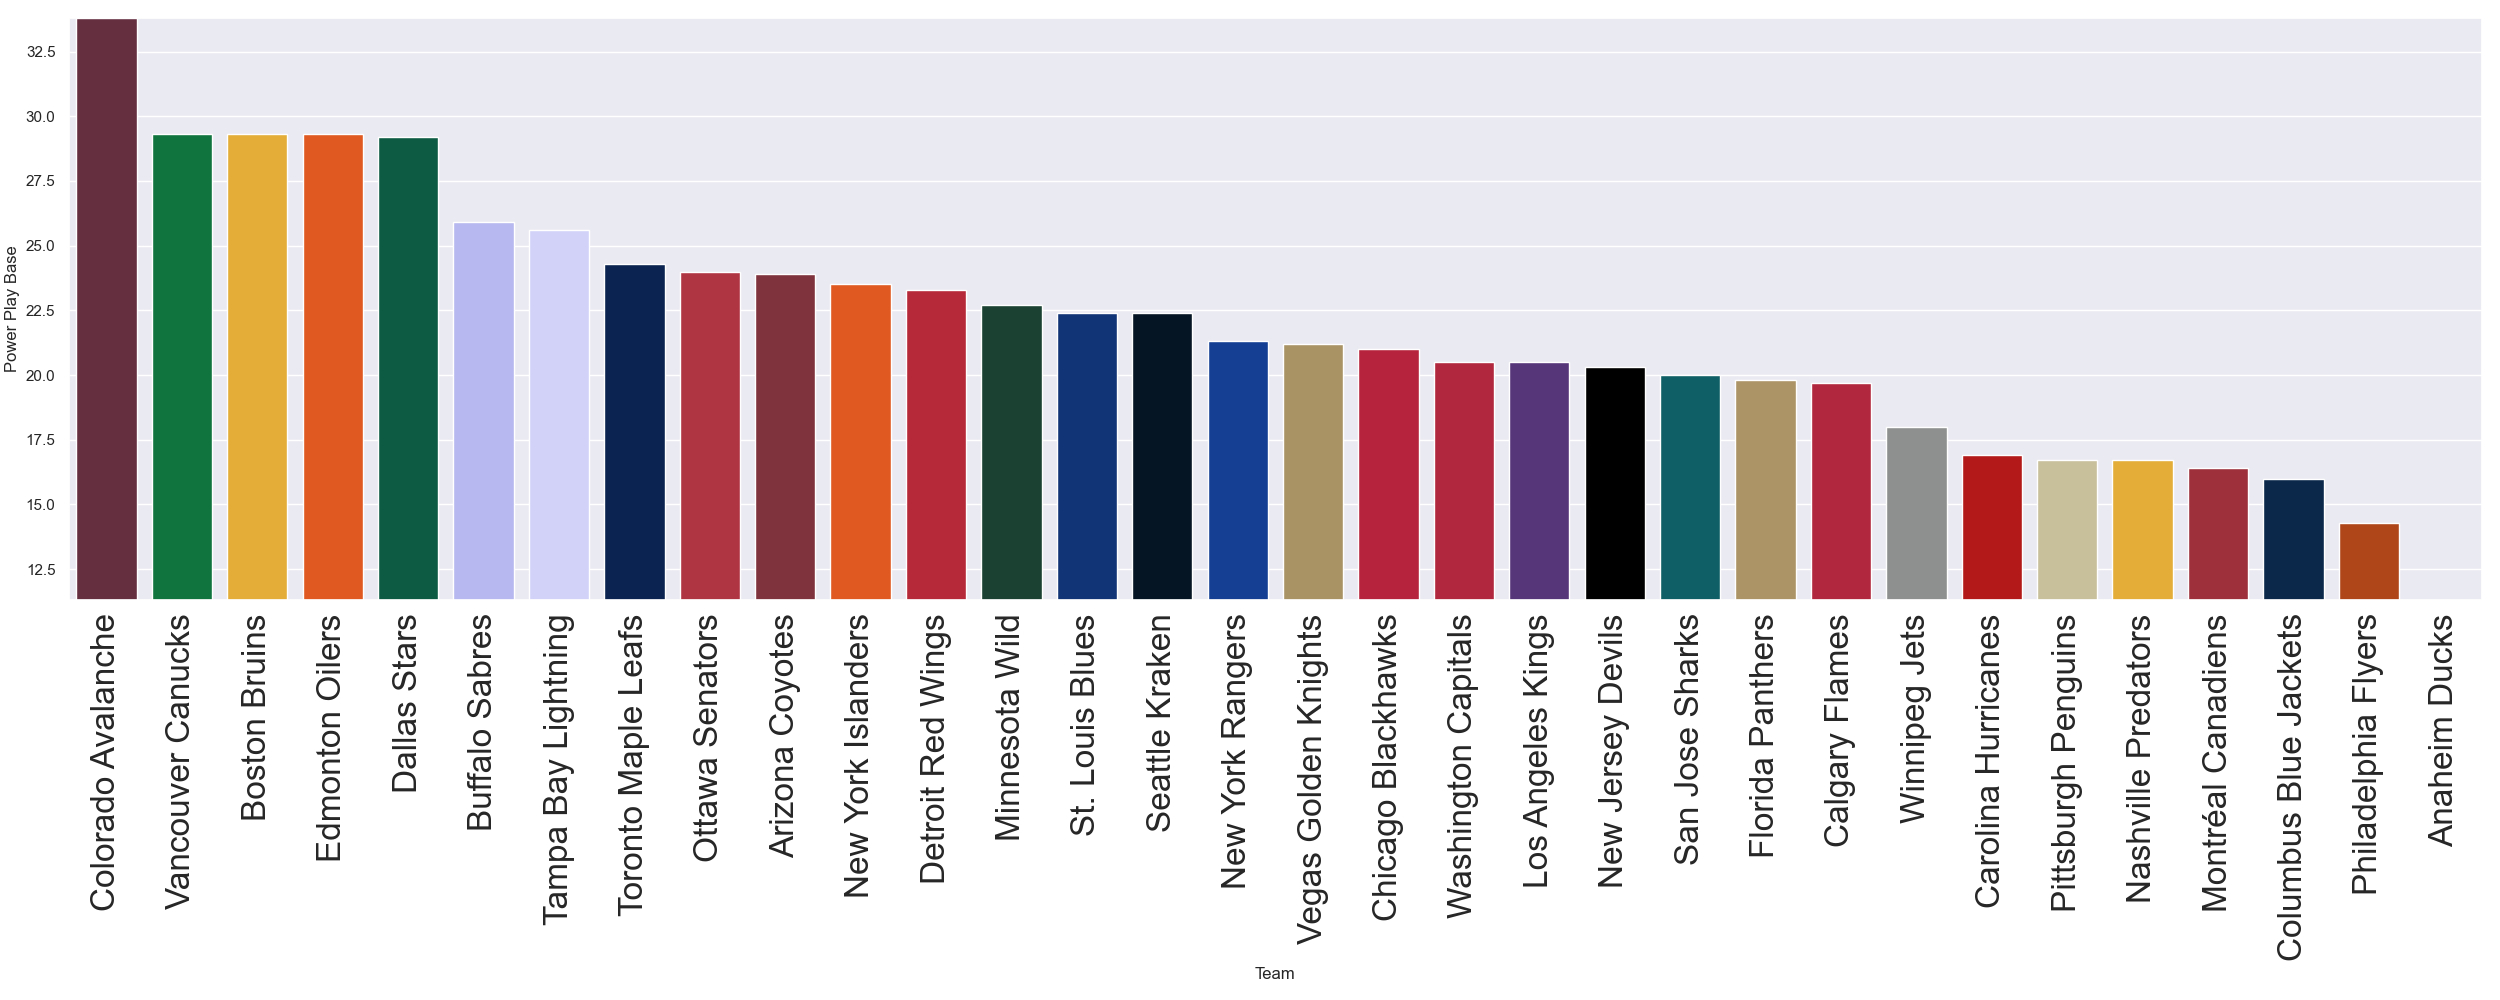 32.5
30.0
27.5
25.0
22.5
20.0
17.5
15.0
12.5
Power Play Base
Colorado Avalanche
Vancouver Canucks
Boston Bruins
Edmonton Oilers
Dallas Stars
Buffalo Sabres
Tampa Bay Lightning
Toronto Maple Leafs
Ottawa Senators
Arizona Coyotes
New York Islanders
Detroit Red Wings
Minnesota Wild
St. Louis Blues
Seattle Kraken
New York Rangers
Vegas Golden Knights
Chicago Blackhawks
Washington Capitals
Los Angeles Kings
New Jersey Devils
San Jose Sharks
Florida Panthers
Calgary Flames
Winnipeg Jets
Carolina Hurricanes
Pittsburgh Penguins
Nashville Predators
Montréal Canadiens
Columbus Blue Jackets
Philadelphia Flyers
Anaheim Ducks
Team